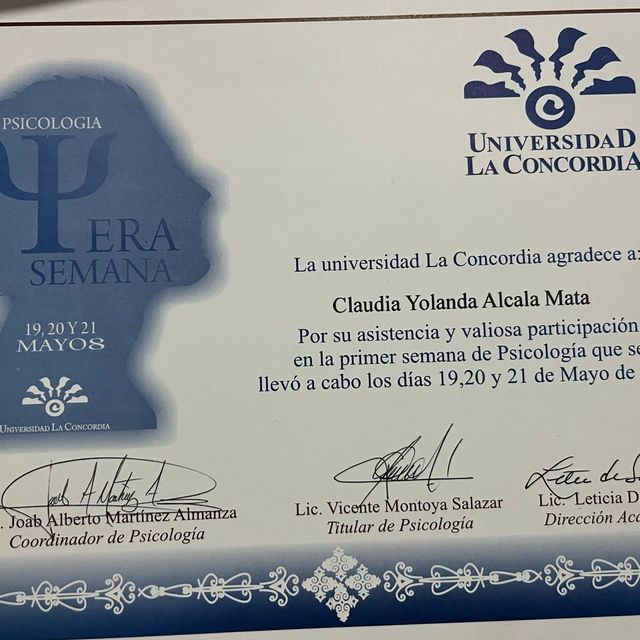 PSICOLOGIA
Ψ
ERA
SEMANA
19, 20 Y 21
MAYO8
UNIVERSIDAD LA CONCORDIA
UNIVERSIDAD
LA CONCORDIA
La universidad La Concordia agradece a:
Claudia Yolanda Alcala Mata
Por su asistencia y valiosa participación
en la primer semana de Psicología que se
llevó a cabo los días 19,20 y 21 de Mayo de
Joab Alberto Martínez Almanza
Coordinador de Psicología
Lic. Vicente Montoya Salazar
Titular de Psicología
Lic. Leticia D
Dirección Aca